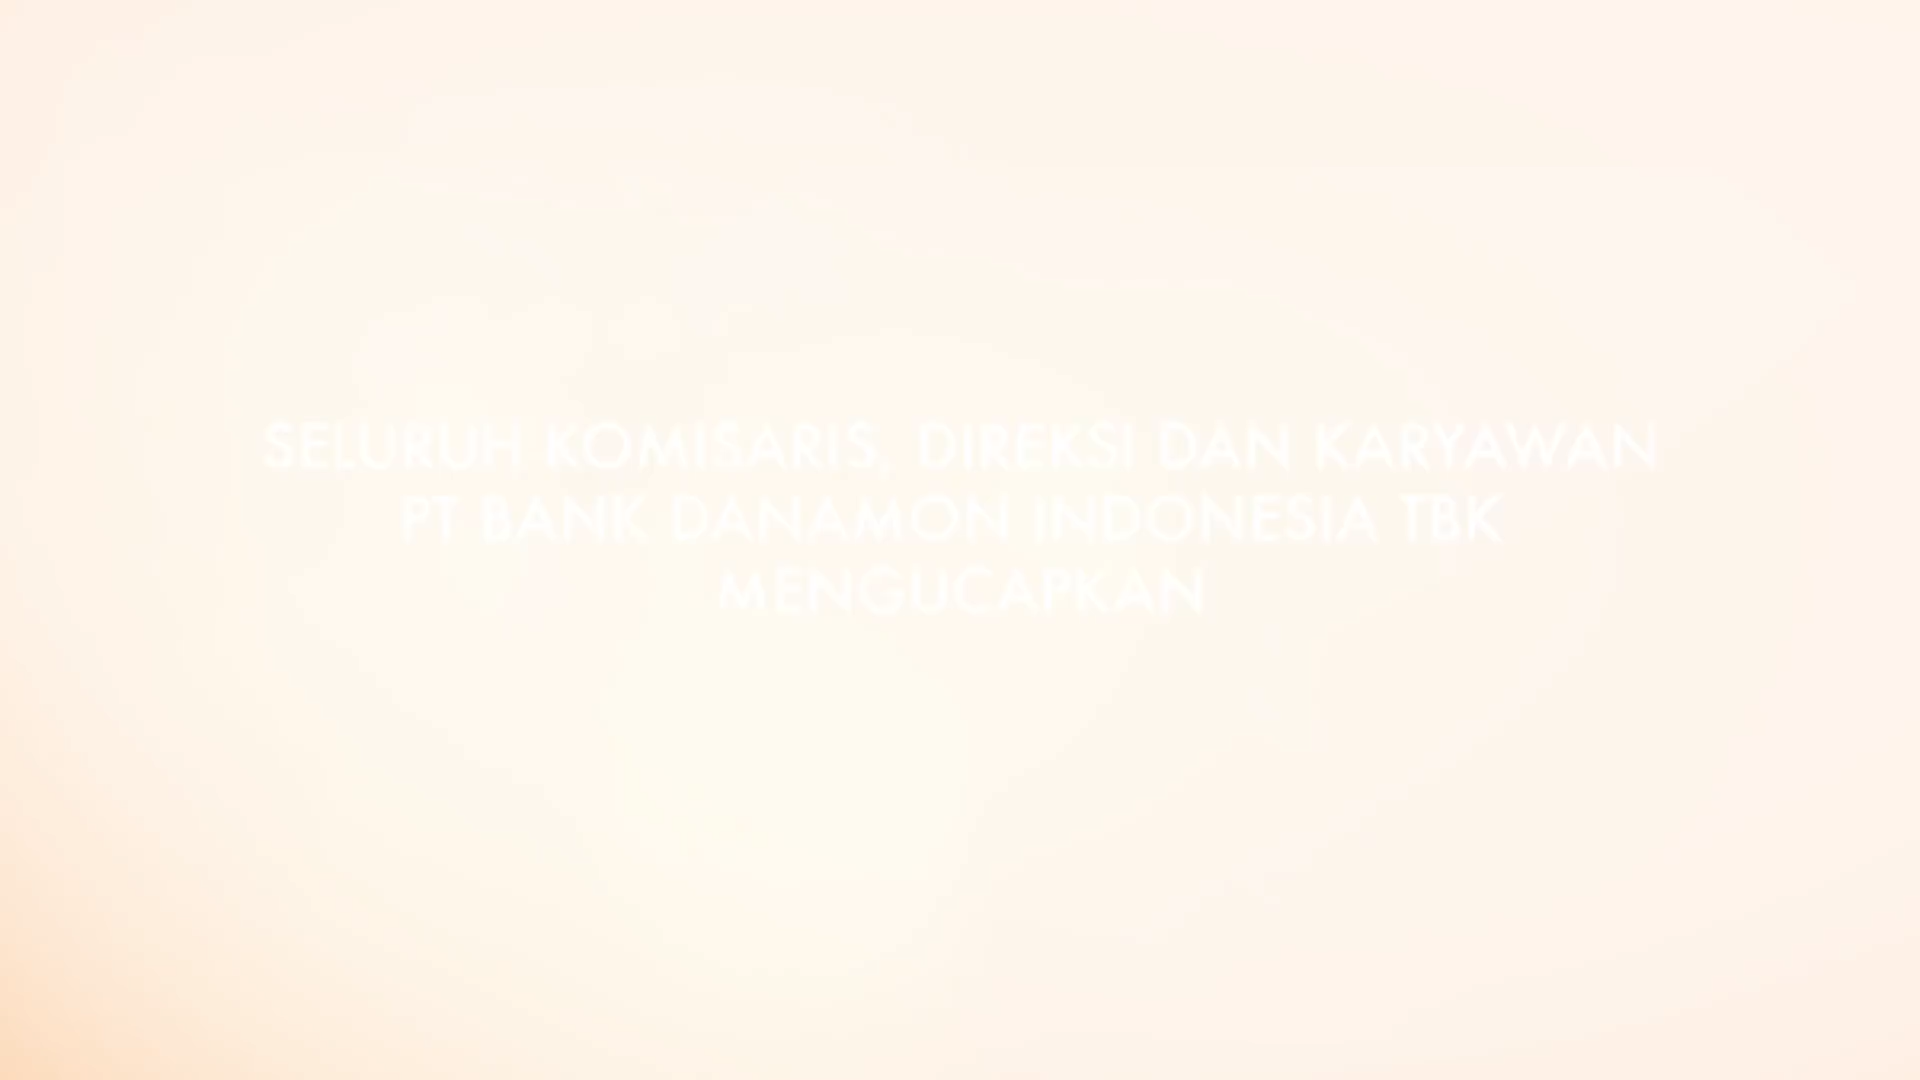 SELURUH KOMISARIS, DIREKSI DAN KARYAWAN
PT BANK DANAMON INDONESIA TBK
MENGUCAPKAN